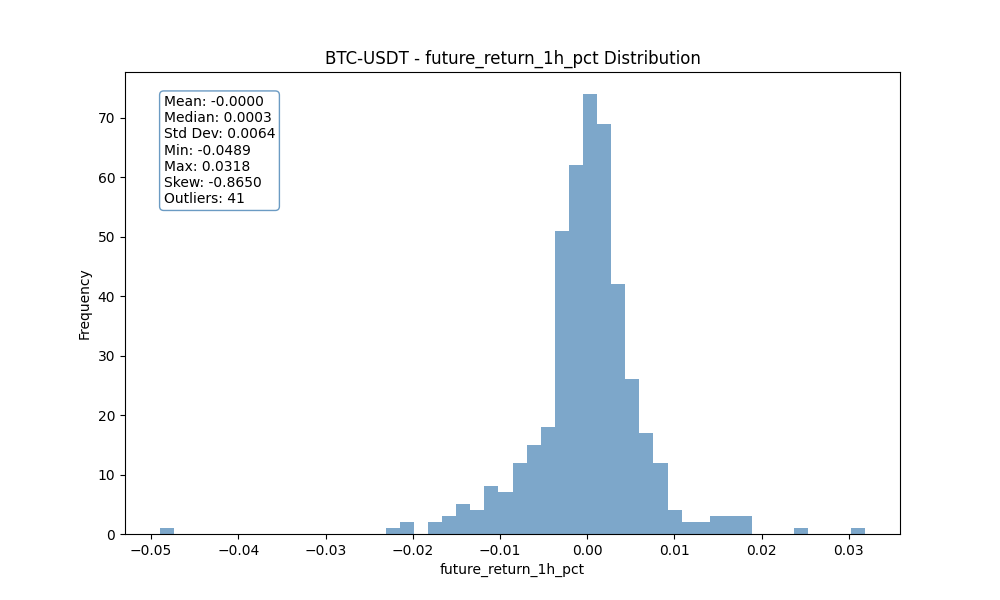 BTC-USDT - future_return_1h_pct Distribution
Mean: -0.0000
Median: 0.0003
Std Dev: 0.0064
Min: -0.0489
Max: 0.0318
Skew: -0.8650
Outliers: 41
70
60
50
40
30
20
10
0
Frequency
−0.05 −0.04 −0.03 −0.02 −0.01 0.00 0.01 0.02 0.03
future_return_1h_pct